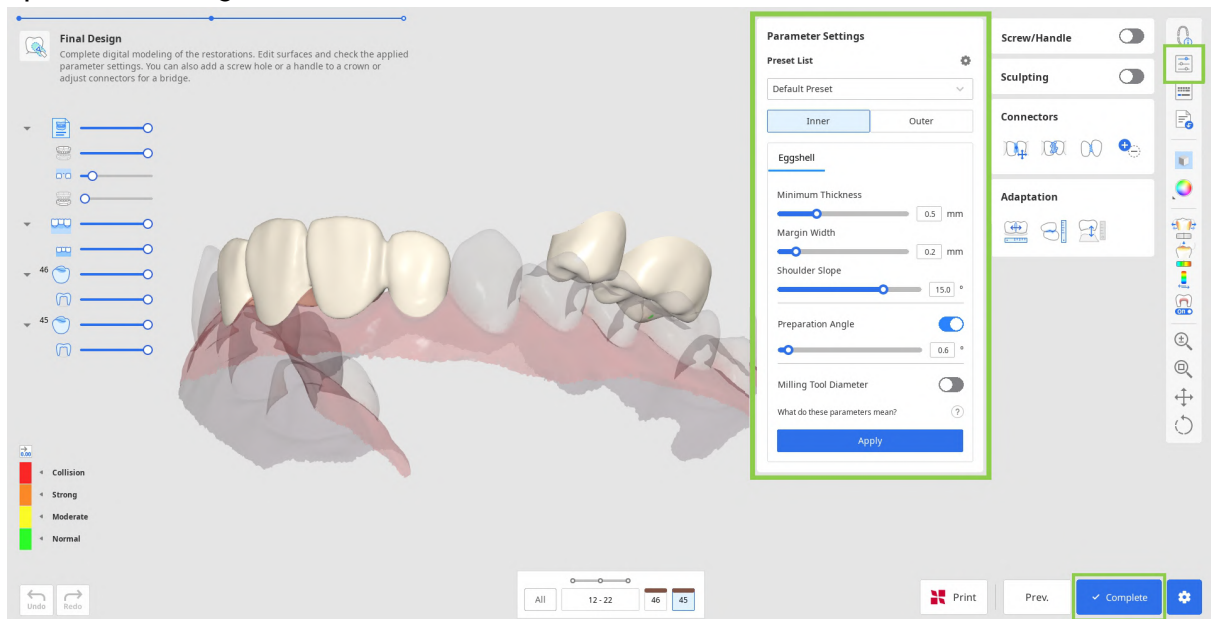 Final Design
Complete digital modeling of the restorations. Edit surfaces and check the applied
parameter settings. You can also add a screw hole or a handle to a crown or
adjust connectors for a bridge.
46
45
0.00
Collision
Strong
Moderate
Normal
Undo
Redo
Parameter Settings
Preset List
Default Preset
Inner
Outer
Eggshell
Minimum Thickness
0.5 mm
Margin Width
0.2 mm
Shoulder Slope
15.0 °
Preparation Angle
0.6 °
Milling Tool Diameter
What do these parameters mean? ?
Apply
Screw/Handle
Sculpting
Connectors
Adaptation
ON
All
12 - 22
46
45
Print
Prev.
Complete